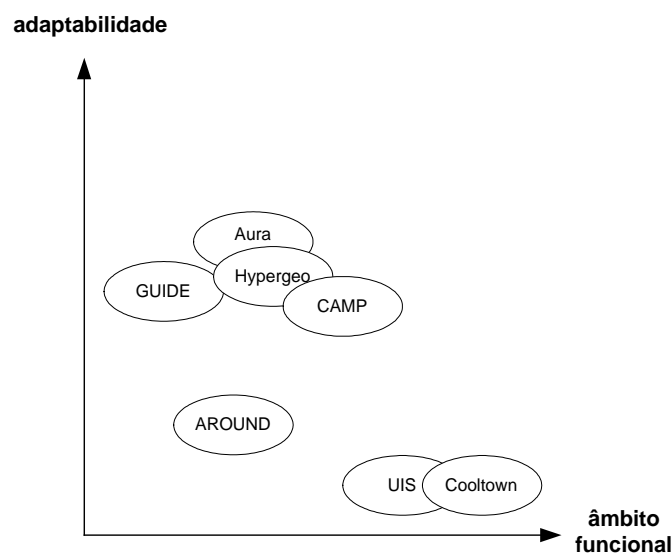 adaptabilidade
Aura
Hypergeo
GUIDE
CAMP
AROUND
UIS
Cooltown
âmbito
funcional